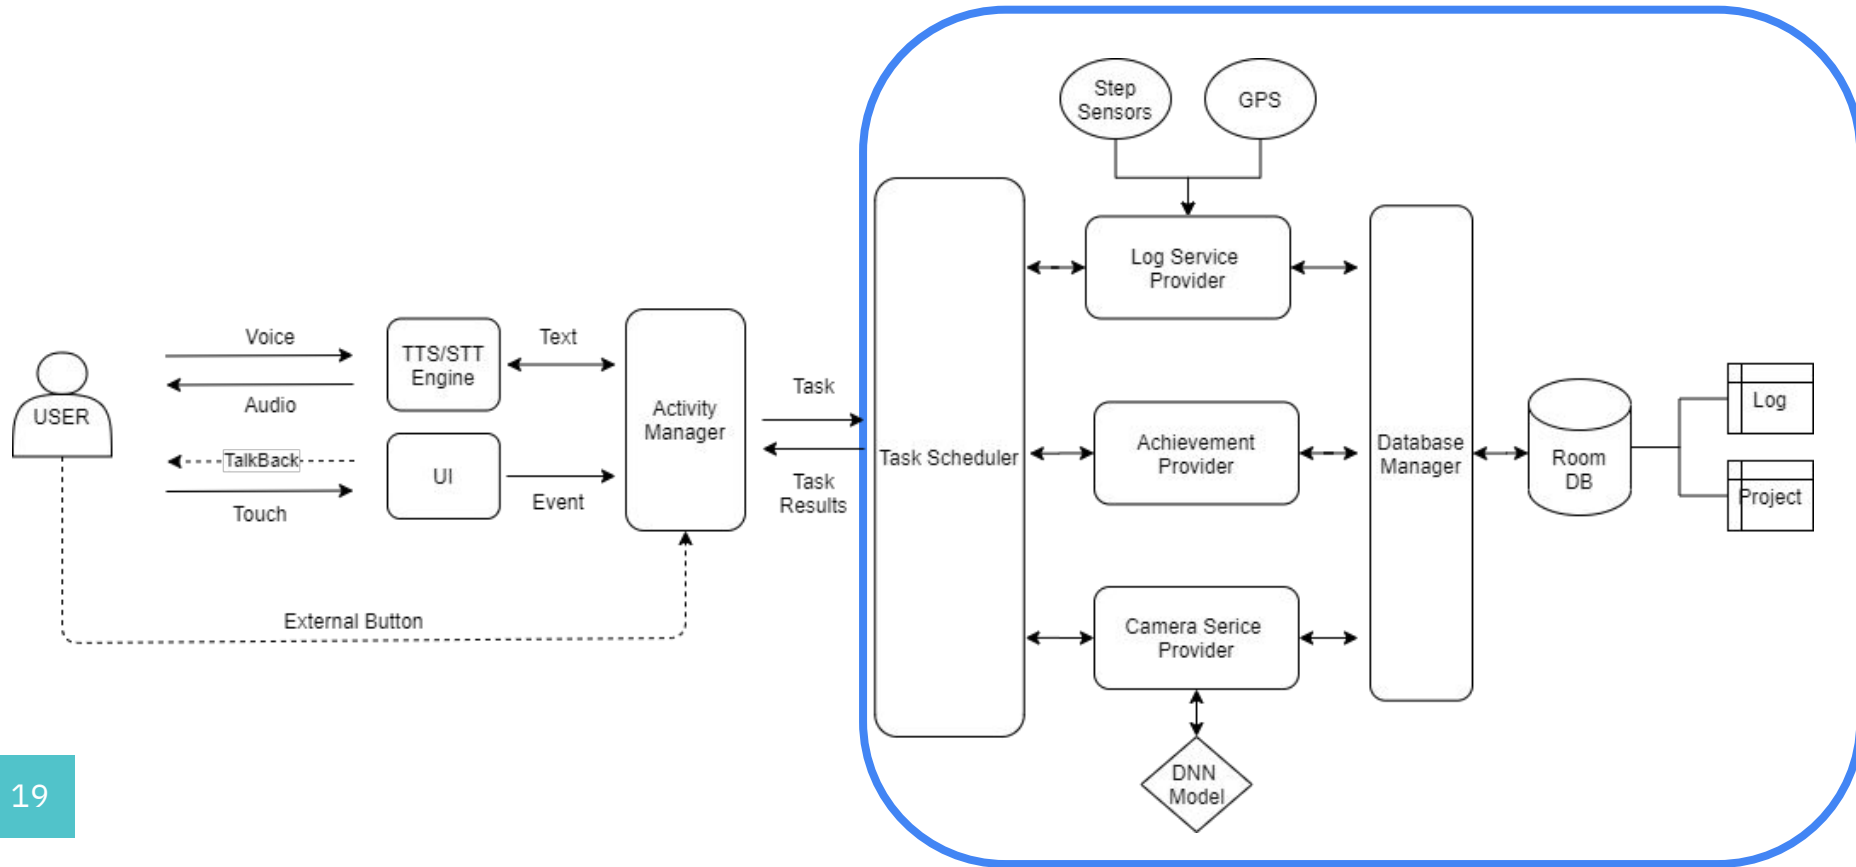 Step
Sensors
GPS
Log Service
Provider
Voice
TTS/STT
Engine
Text
Audio
USER
TalkBack
UI
Touch
Event
Activity
Manager
External Button
Task
Task
Results
Task Scheduler
Achievement
Provider
Database
Manager
Room
DB
Log
Project
Camera Serice
Provider
DNN
Model
19